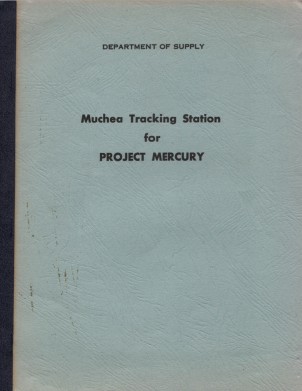 DEPARTMENT OF SUPPLY
Muchea Tracking Station
for
PROJECT MERCURY